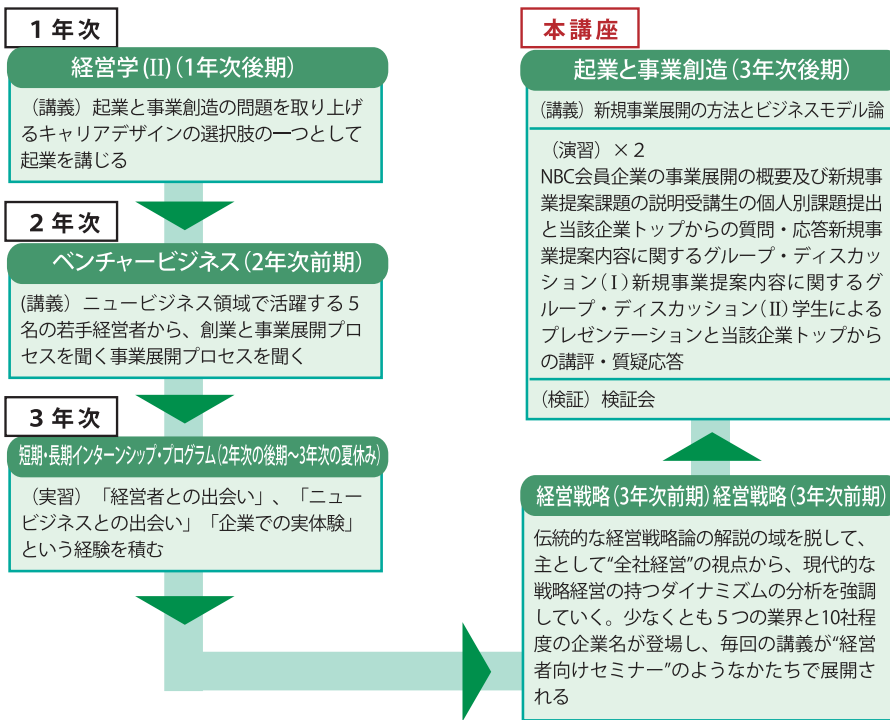 1年次
経営学(II)(1年次後期)
（講義）起業と事業創造の問題を取り上げ
るキャリアデザインの選択肢の一つとして
起業を講じる
2年次
ベンチャービジネス(2年次前期)
(講義）ニュービジネス領域で活躍する5
名の若手経営者から、創業と事業展開プロ
セスを聞く事業展開プロセスを聞く
3年次
短期・長期インターンシップ・プログラム(2年次の後期〜3年次の夏休み)
（実習）「経営者との出会い」、「ニュー
ビジネスとの出会い」「企業での実体験」
という経験を積む
経営戦略(3年次前期)経営戦略(3年次前期)
伝統的な経営戦略論の解説の域を脱して、
主として“全社経営”の視点から、現代的な
戦略経営の持つダイナミズムの分析を強調
していく。少なくとも5つの業界と10社程
度の企業名が登場し、毎回の講義が“経営
者向けセミナー”のようなかたちで展開さ
れる
本講座
起業と事業創造(3年次後期)
（講義）新規事業展開の方法とビジネスモデル論
（演習）×2
NBC会員企業の事業展開の概要及び新規事
業提案課題の説明受講生の個人別課題提出
と当該企業トップからの質問・応答新規事
業提案内容に関するグループ・ディスカッ
ション(I)新規事業提案内容に関するグ
ループ・ディスカッション(II)学生による
プレゼンテーションと当該企業トップから
の講評・質疑応答
（検証）検証会